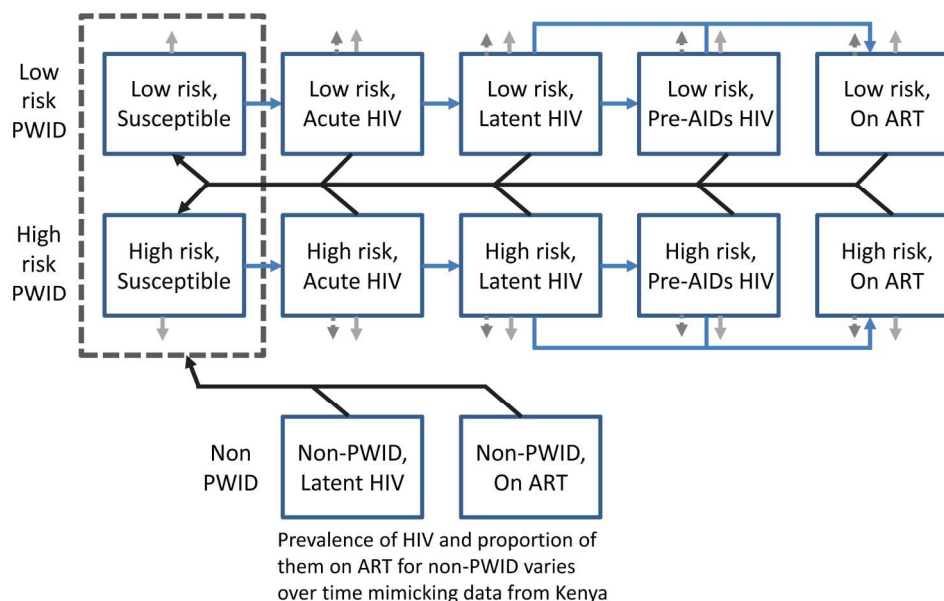 Low
risk
PWID
Low risk,
Susceptible
Low risk,
Acute HIV
Low risk,
Latent HIV
Low risk,
Pre-AIDs HIV
Low risk,
On ART
High
risk
PWID
High risk,
Susceptible
High risk,
Acute HIV
High risk,
Latent HIV
High risk,
Pre-AIDs HIV
High risk,
On ART
Non
PWID
Non-PWID,
Latent HIV
Non-PWID,
On ART
Prevalence of HIV and proportion of
them on ART for non-PWID varies
over time mimicking data from Kenya